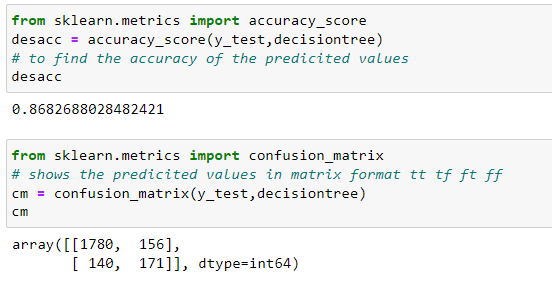 from sklearn.metrics import accuracy_score
desacc = accuracy_score(y_test,decisiontree)
# to find the accuracy of the predicited values
desacc
0.8682688028482421
from sklearn.metrics import confusion_matrix
# shows the predicited values in matrix format tt tf ft ff
cm = confusion_matrix(y_test,decisiontree)
cm
array([[1780,  156],
       [ 140,  171]], dtype=int64)